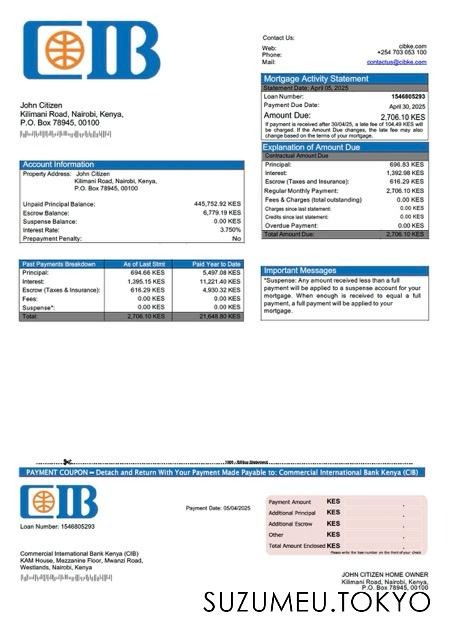 CIB
Contact Us:
Web: cibke.com
Phone: +254 703 053 100
Mail: contactus@cibke.com
John Citizen
Kilimani Road, Nairobi, Kenya,
P.O. Box 78945, 00100
Mortgage Activity Statement
Statement Date: April 05, 2025
Loan Number: 1546805293
Payment Due Date: April 30, 2025
Amount Due: 2,706.10 KES
If payment is received after 30/04/25, a late fee of 104,49 KES will
be charged. If the Amount Due changes, the late fee may also
change based on the terms of your mortgage.
Explanation of Amount Due
Contractual Amount Due
Principal: 696.83 KES
Interest: 1,392.98 KES
Escrow (Taxes and Insurance): 616.29 KES
Regular Monthly Payment: 2,706.10 KES
Fees & Charges (total outstanding) 0.00 KES
Charges since last statement: 0.00 KES
Credits since last statement: 0.00 KES
Overdue Payment: 0.00 KES
Total Amount Due: 2,706.10 KES
Account Information
Property Address: John Citizen
Kilimani Road, Nairobi, Kenya,
P.O. Box 78945, 00100
Unpaid Principal Balance: 445,752.92 KES
Escrow Balance: 6,779.19 KES
Suspense Balance: 0.00 KES
Interest Rate: 3.750%
Prepayment Penalty: No
Past Payments Breakdown As of Last Stmt Paid Year to Date
Principal: 694.66 KES 5,497.08 KES
Interest: 1,395.15 KES 11,221.40 KES
Escrow (Taxes & Insurance): 616.29 KES 4,930.32 KES
Fees: 0.00 KES 0.00 KES
Suspense*: 0.00 KES 0.00 KES
Total: 2,706.10 KES 21,648.80 KES
Important Messages
*Suspense: Any amount received less than a full
payment will be applied to a suspense account for your
mortgage. When enough is received to equal a full
payment, a full payment will be applied to your
mortgage.
PAYMENT COUPON – Detach and Return With Your Payment Made Payable to: Commercial International Bank Kenya (CIB)
CIB
Loan Number: 1546805293
Payment Date: 05/04/2025
Payment Amount KES
Additional Principal KES
Additional Escrow KES
Other KES
Total Amount Enclosed KES
Please write the loan number on the front of your check
Commercial International Bank Kenya (CIB)
KAM House, Mezzanine Floor, Mwanzi Road,
Westlands, Nairobi, Kenya
JOHN CITIZEN HOME OWNER
Kilimani Road, Nairobi, Kenya,
P.O. Box 78945, 00100
SUZUMEU.TOKYO